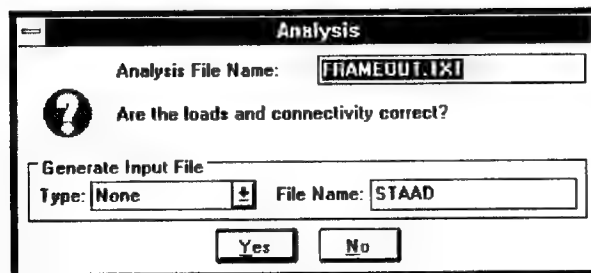 Analysis
Analysis File Name: FRAMEOUT.TXT
Are the loads and connectivity correct?
Generate Input File
Type: None File Name: STAAD
Yes No